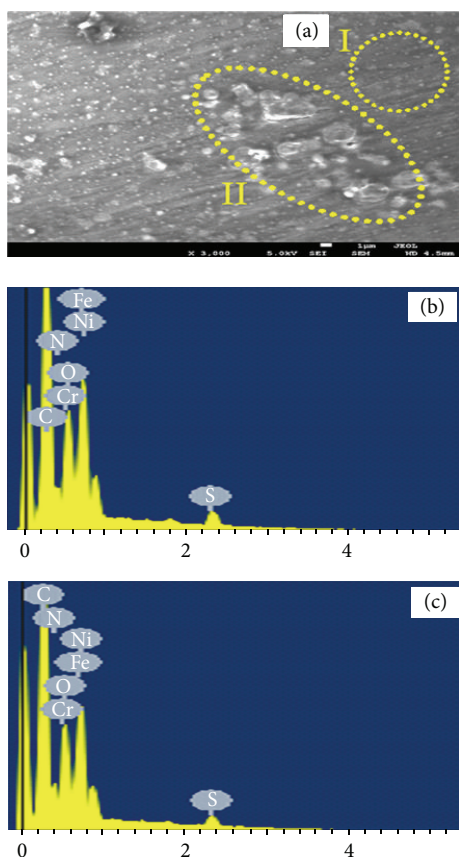 (a)
I
II
X 3,000 5.0kV SEI SEM WD 4.5mm
1μm JEOL
(b)
Fe
Ni
N
O
Cr
C
S
0 2 4
(c)
C
N
Ni
Fe
O
Cr
S
0 2 4